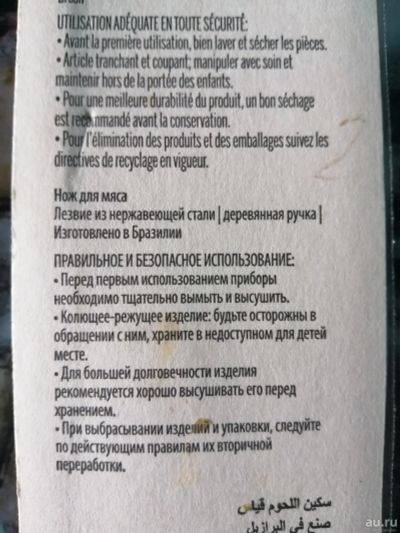 UTILISATION ADÉQUATE EN TOUTE SÉCURITÉ:
• Avant la première utilisation, bien laver et sécher les pièces.
• Article tranchant et coupant; manipuler avec soin et
maintenir hors de la portée des enfants.
• Pour une meilleure durabilité du produit, un bon séchage
est recommandé avant la conservation.
• Pour l'élimination des produits et des emballages suivez les
directives de recyclage en vigueur.
Нож для мяса
Лезвие из нержавеющей стали | деревянная ручка |
Изготовлено в Бразилии
ПРАВИЛЬНОЕ И БЕЗОПАСНОЕ ИСПОЛЬЗОВАНИЕ:
• Перед первым использованием приборы
необходимо тщательно вымыть и высушить.
• Колющее-режущее изделие: будьте осторожны в
обращении с ним, храните в недоступном для детей
месте.
• Для большей долговечности изделия
рекомендуется хорошо высушивать его перед
хранением.
• При выбрасывании изделий и упаковки, следуйте
по действующим правилам их вторичной
переработки.
سكين اللحوم قياس
صنع في البرازيل
au.ru